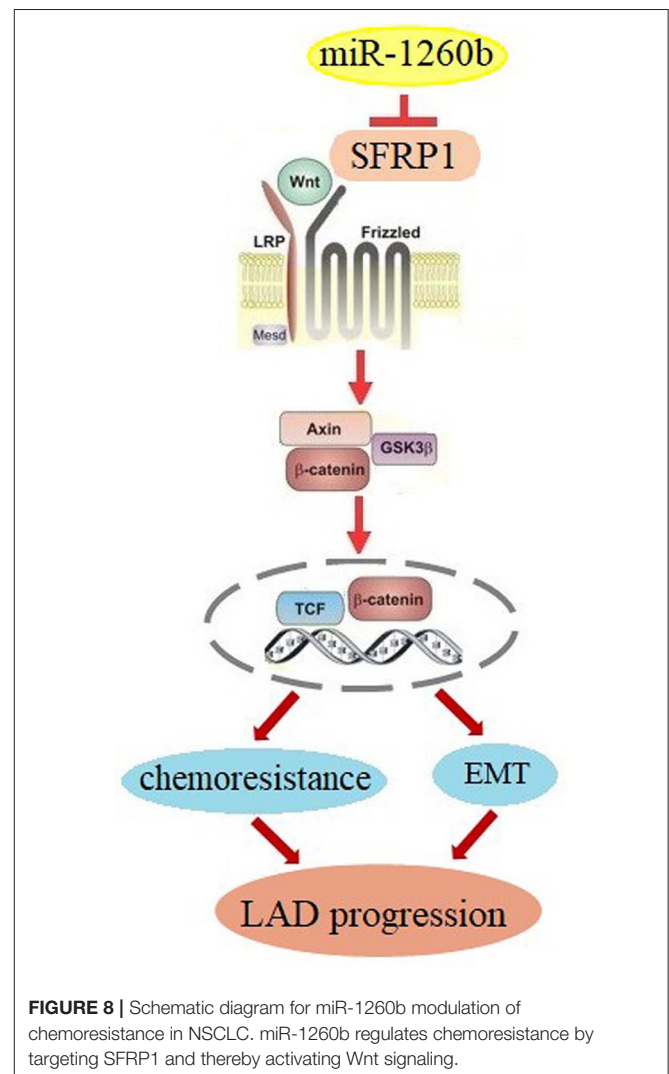 miR-1260b
SFRP1
Wnt
LRP
Frizzled
Mesd
Axin
GSK3β
β-catenin
TCF
β-catenin
chemoresistance
EMT
LAD progression
FIGURE 8 | Schematic diagram for miR-1260b modulation of
chemoresistance in NSCLC. miR-1260b regulates chemoresistance by
targeting SFRP1 and thereby activating Wnt signaling.